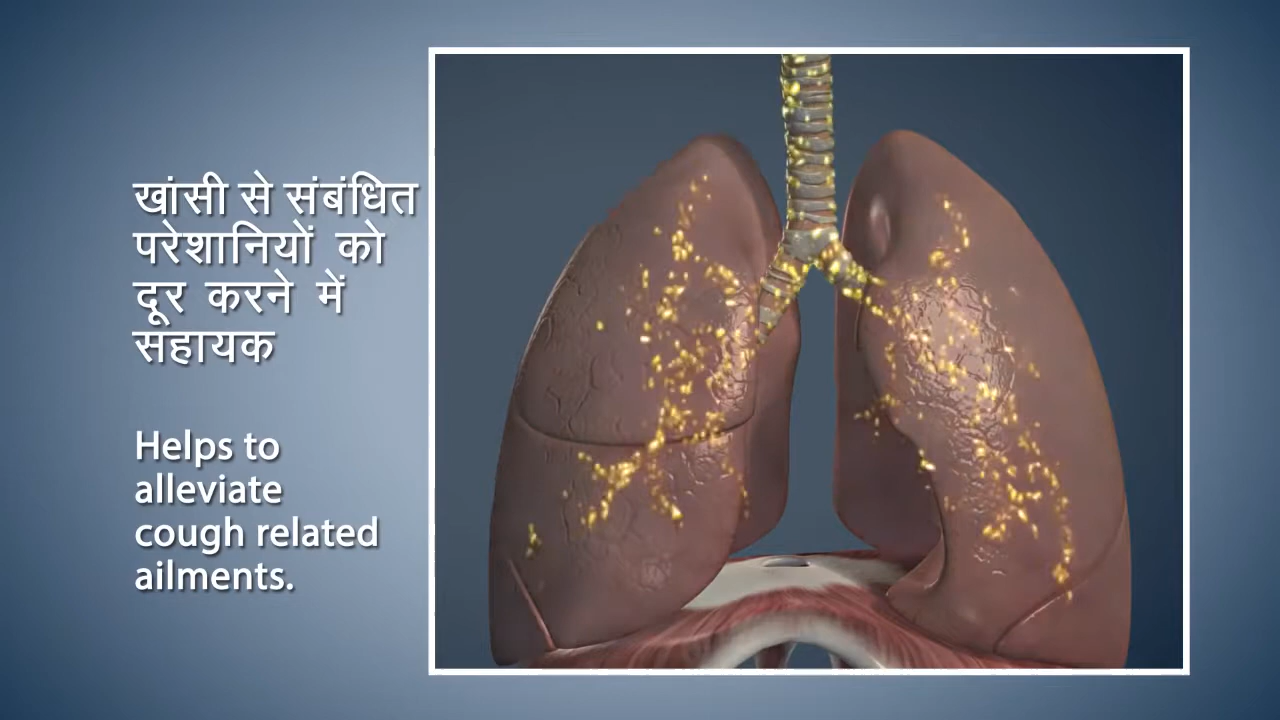 खांसी से संबंधित
परेशानियों को
दूर करने में
सहायक
Helps to
alleviate
cough related
ailments.